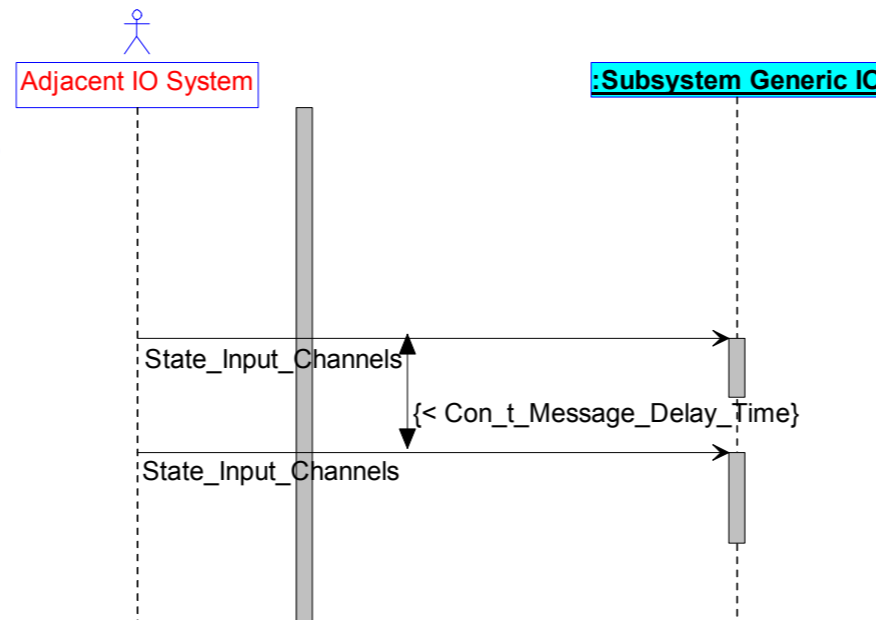 Adjacent IO System
:Subsystem Generic IO
State_Input_Channels
{< Con_t_Message_Delay_Time}
State_Input_Channels